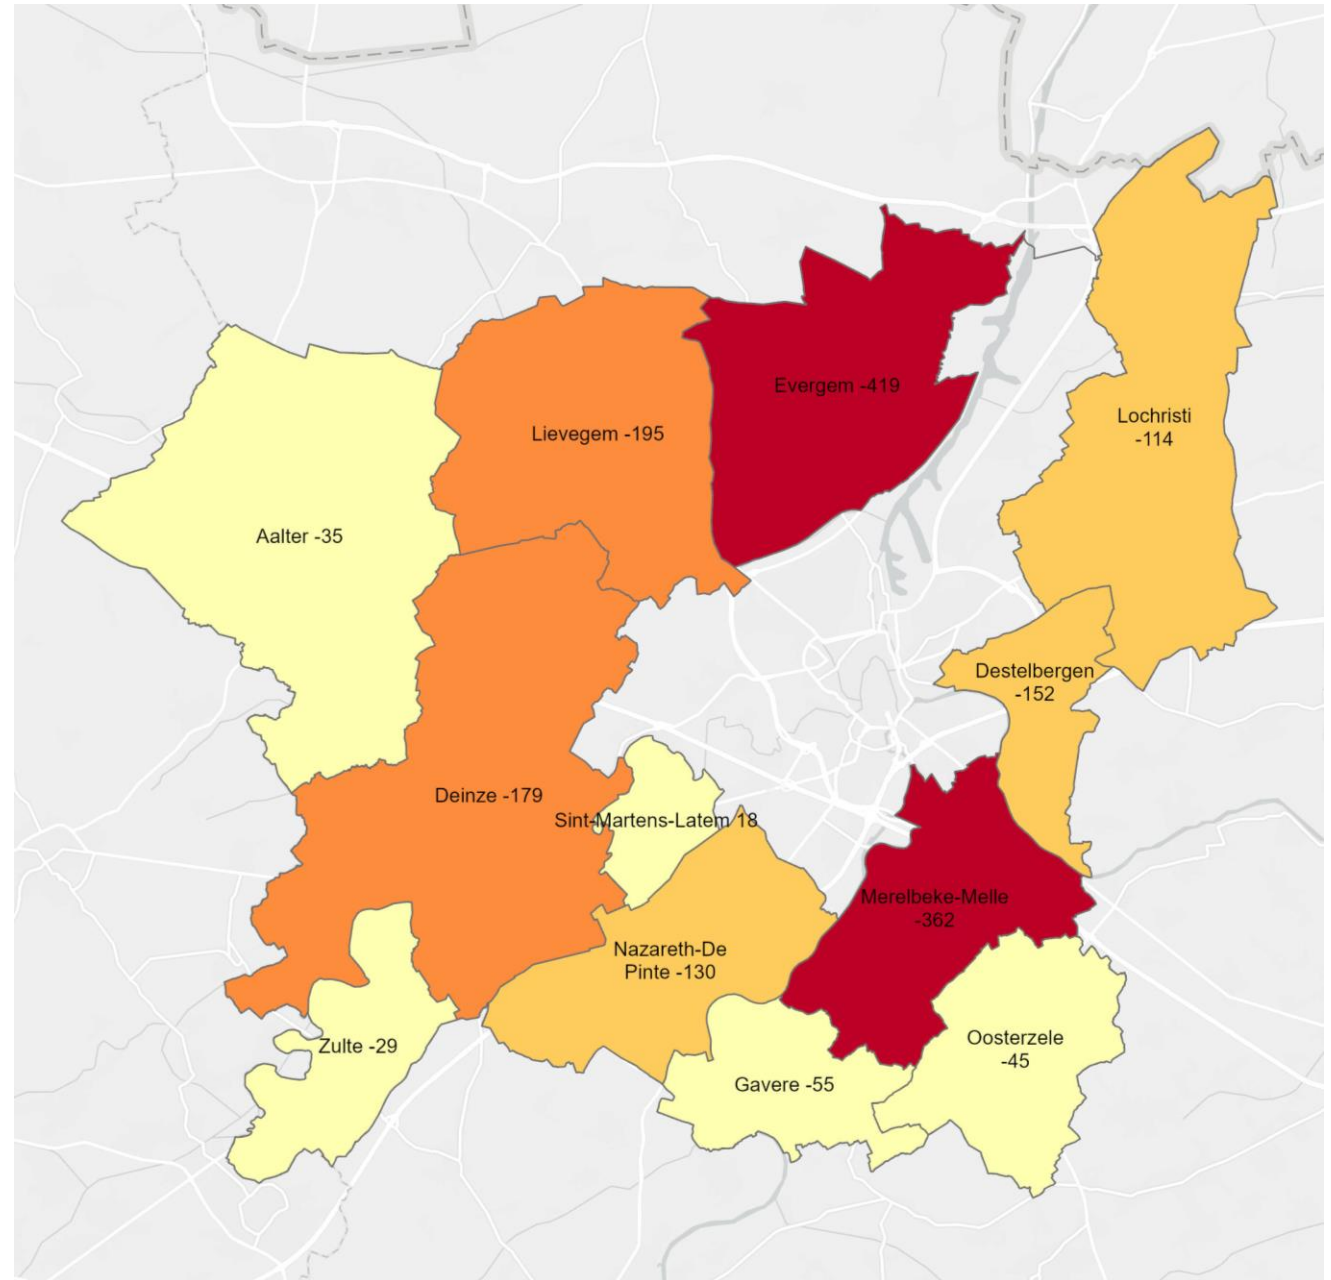 Evergem -419
Lochristi
-114
Lievegem -195
Aalter -35
Destelbergen
-152
Deinze -179
Sint-Martens-Latem 18
Merelbeke-Melle
-362
Nazareth-De
Pinte -130
Zulte -29
Oosterzele
-45
Gavere -55